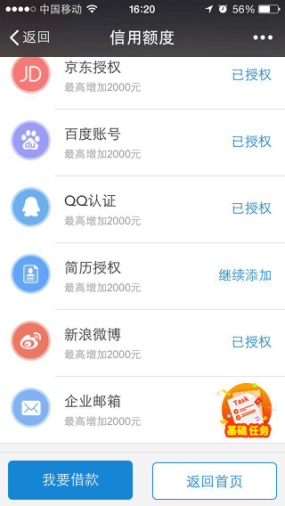 中国移动 16:20 56%
返回 信用额度
JD 京东授权 已授权
最高增加2000元
du 百度账号 已授权
最高增加2000元
QQ认证 已授权
最高增加2000元
简历授权 继续添加
最高增加2000元
新浪微博 已授权
最高增加2000元
企业邮箱
最高增加2000元
Task
基础任务
我要借款 返回首页